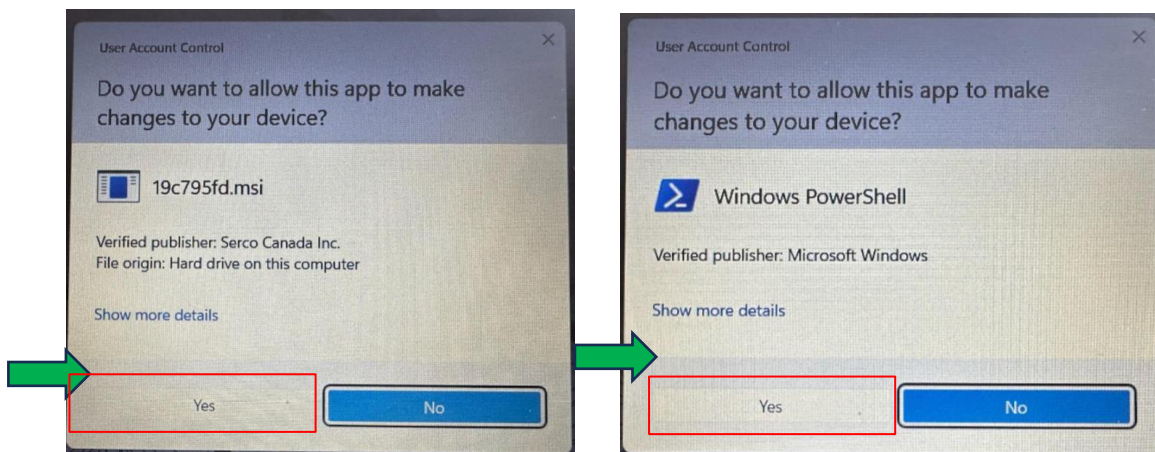 User Account Control
Do you want to allow this app to make
changes to your device?
19c795fd.msi
Verified publisher: Serco Canada Inc.
File origin: Hard drive on this computer
Show more details
Yes
No
User Account Control
Do you want to allow this app to make
changes to your device?
Windows PowerShell
Verified publisher: Microsoft Windows
Show more details
Yes
No